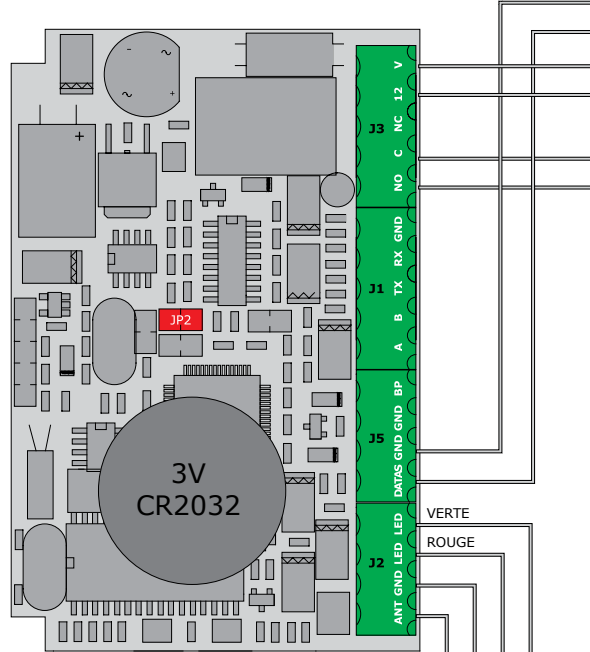 V
12
NC
C
NO
J3
GND
RX
TX
B
A
J1
JP2
BP
GND
GND
DATAS
J5
3V
CR2032
LED
LED
GND
ANT
J2
VERTE
ROUGE
-
~
~
+
+